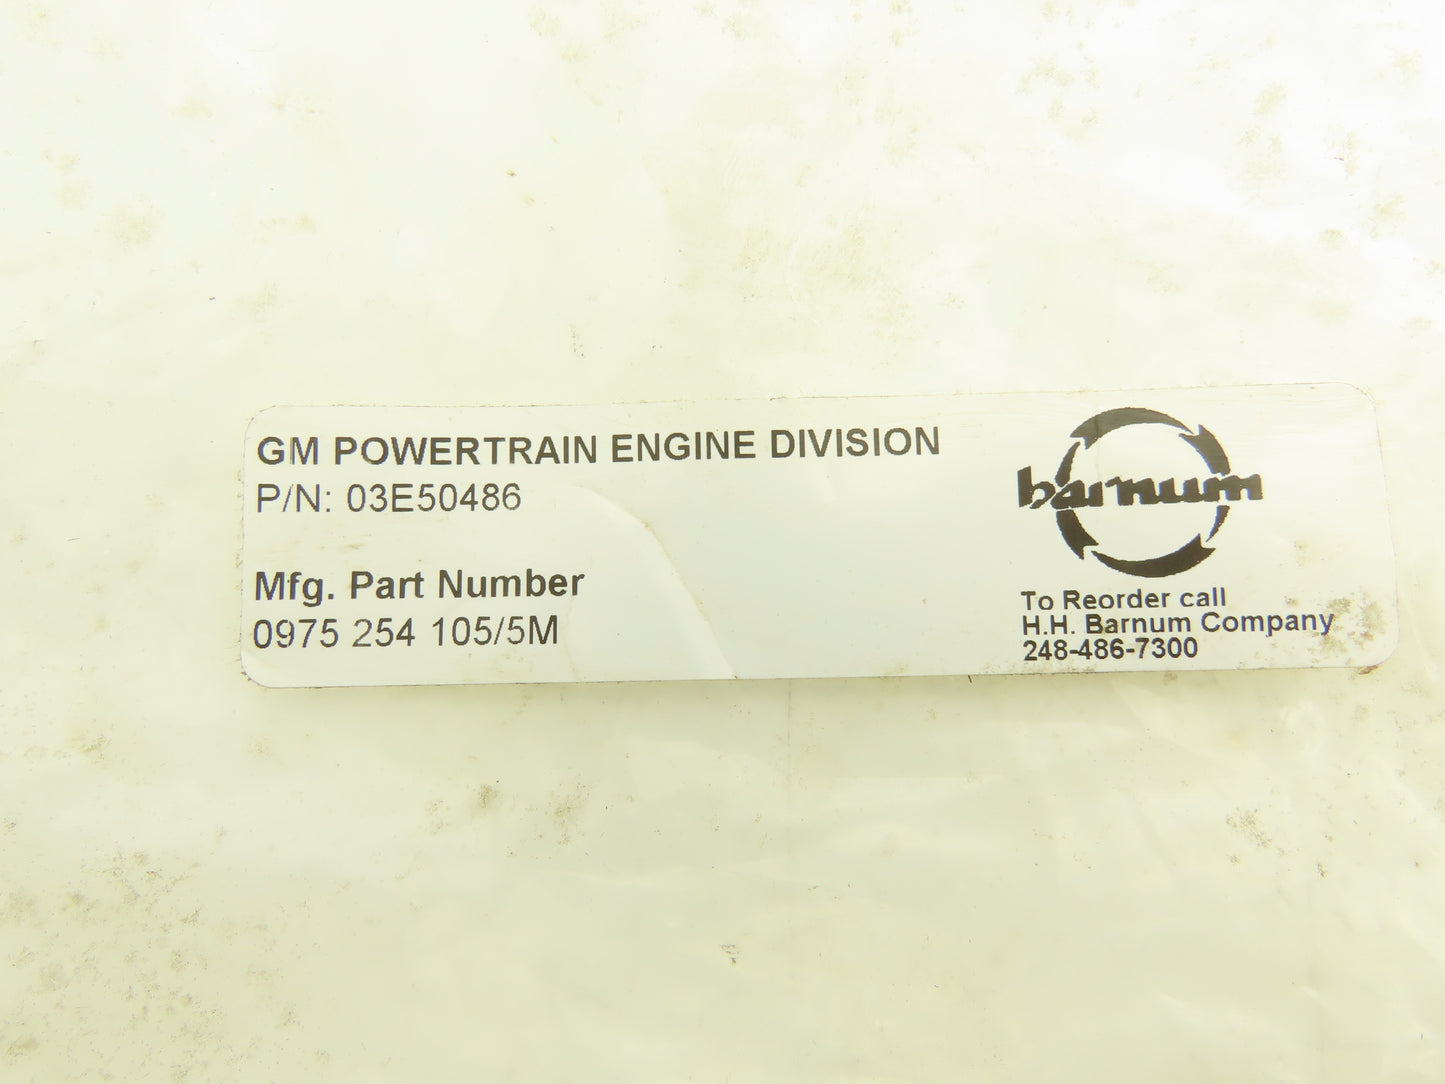 GM POWERTRAIN ENGINE DIVISION
P/N: 03E50486
Mfg. Part Number
0975 254 105/5M
barnum
To Reorder call
H.H. Barnum Company
248-486-7300